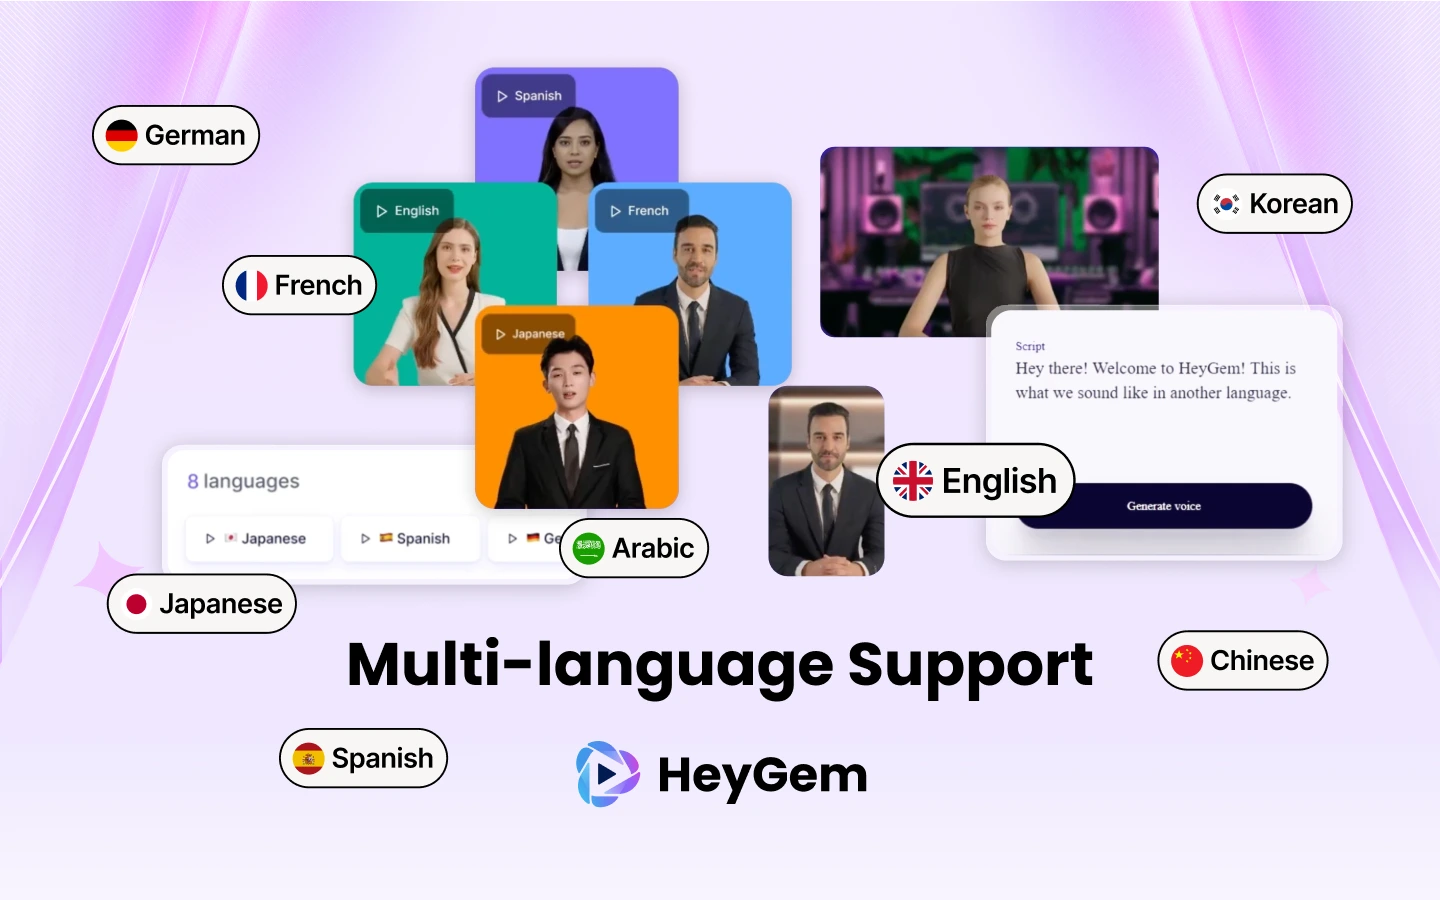 Spanish
German
English
French
Korean
French
Japanese
Script
Hey there! Welcome to HeyGem! This is
what we sound like in another language.
8 languages
English
Generate voice
Japanese
Spanish
Ge
Arabic
Japanese
Multi-language Support
Chinese
Spanish
HeyGem